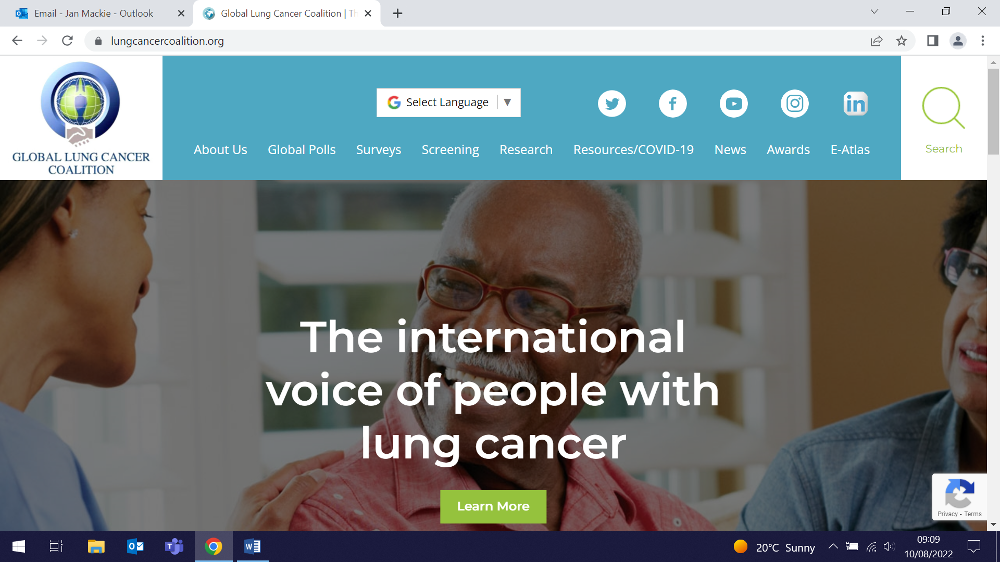 Email - Jan Mackie - Outlook
Global Lung Cancer Coalition | Th
lungcancercoalition.org
GLOBAL LUNG CANCER
COALITION
Select Language ▼
in
About Us Global Polls Surveys Screening Research Resources/COVID-19 News Awards E-Atlas
Search
The international
voice of people with
lung cancer
Learn More
Privacy - Terms
20°C Sunny
09:09
10/08/2022